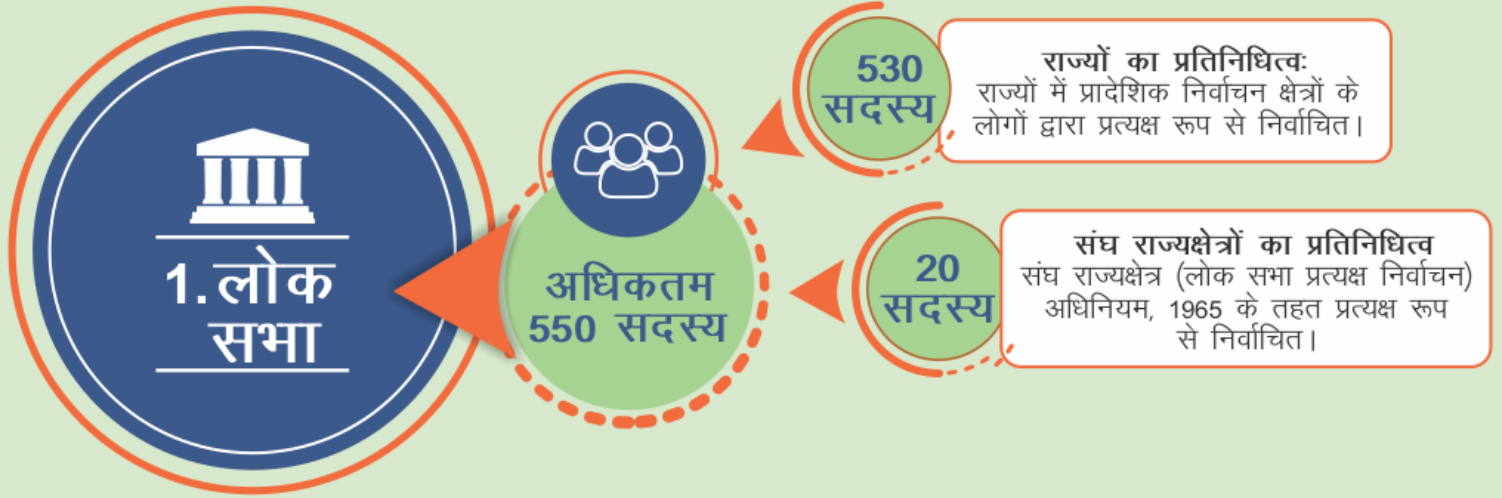 1. लोक
सभा
अधिकतम
550 सदस्य
530
सदस्य
राज्यों का प्रतिनिधित्वः
राज्यों में प्रादेशिक निर्वाचन क्षेत्रों के
लोगों द्वारा प्रत्यक्ष रूप से निर्वाचित।
20
सदस्य
संघ राज्यक्षेत्रों का प्रतिनिधित्व
संघ राज्यक्षेत्र (लोक सभा प्रत्यक्ष निर्वाचन)
अधिनियम, 1965 के तहत प्रत्यक्ष रूप
से निर्वाचित।